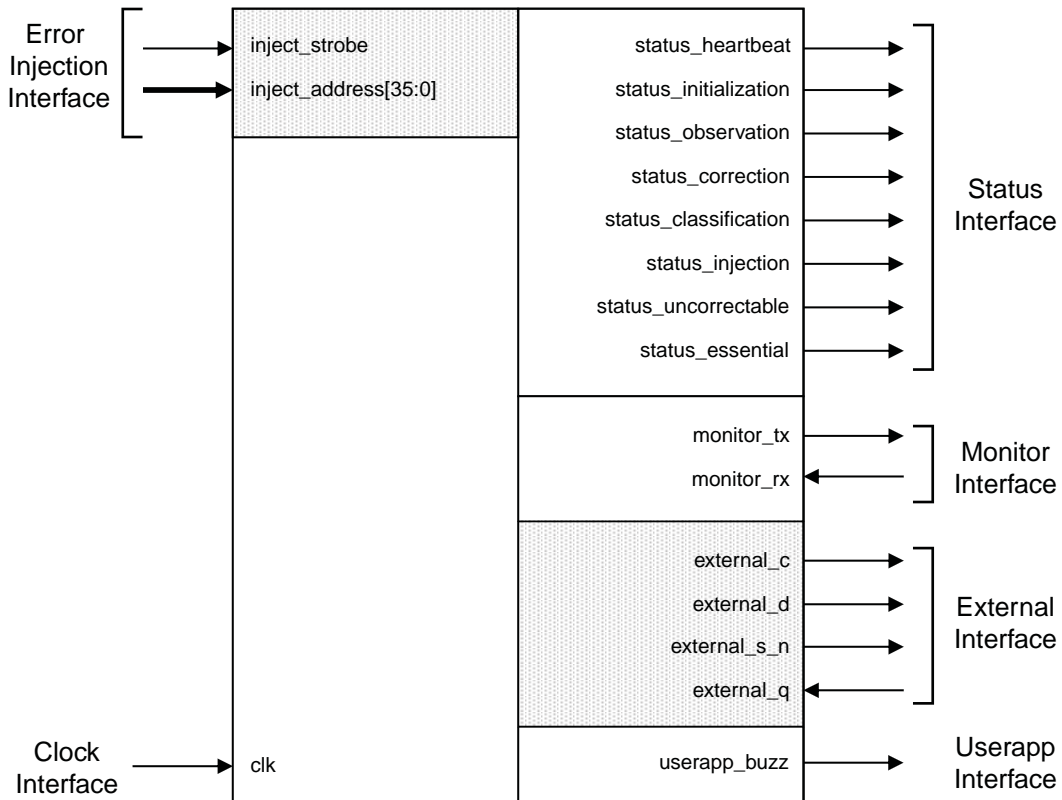 Error
Injection
Interface
inject_strobe
inject_address[35:0]
status_heartbeat
status_initialization
status_observation
status_correction
status_classification
status_injection
status_uncorrectable
status_essential
Status
Interface
monitor_tx
monitor_rx
Monitor
Interface
external_c
external_d
external_s_n
external_q
External
Interface
Clock
Interface
clk
userapp_buzz
Userapp
Interface